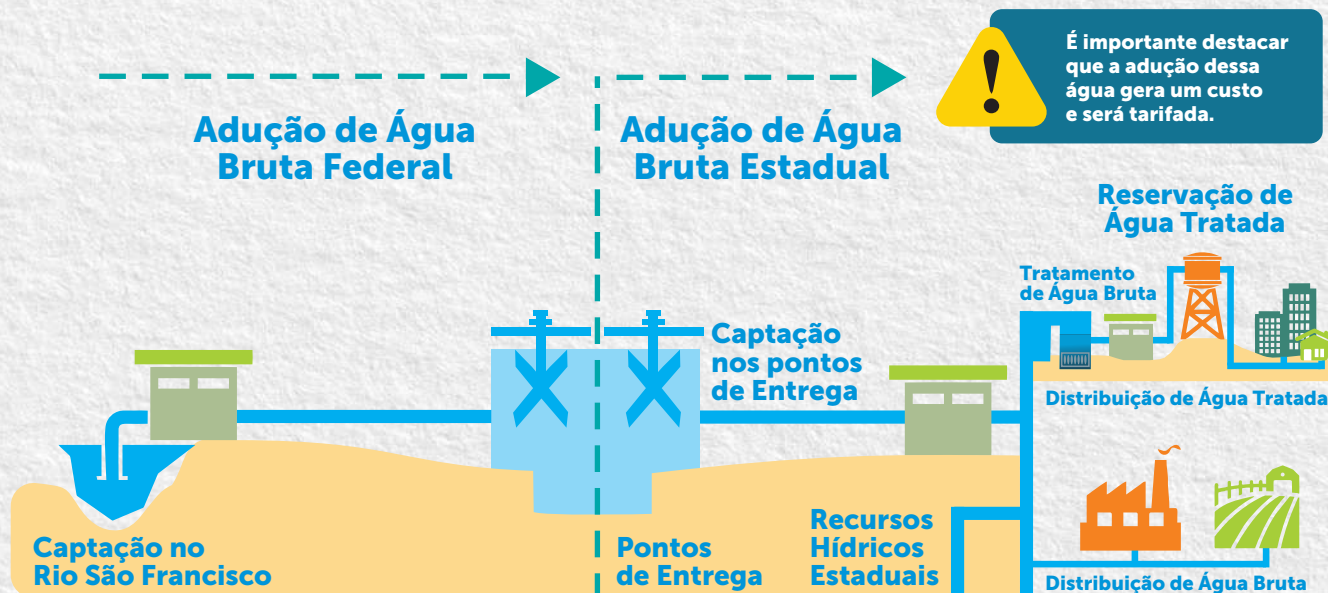 É importante destacar
que a adução dessa
água gera um custo
e será tarifada.
Adução de Água
Bruta Federal
Adução de Água
Bruta Estadual
Reservação de
Água Tratada
Tratamento
de Água Bruta
Captação
nos pontos
de Entrega
Distribuição de Água Tratada
Captação no
Rio São Francisco
Pontos
de Entrega
Recursos
Hídricos
Estaduais
Distribuição de Água Bruta